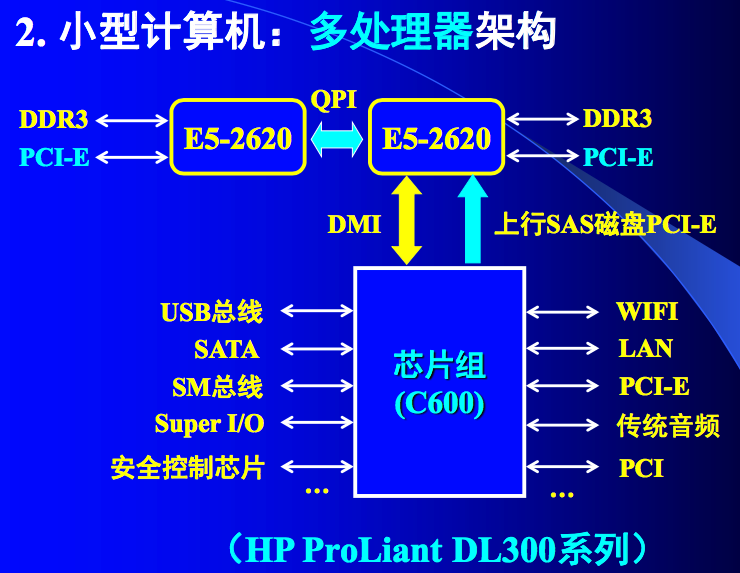 2. 小型计算机：多处理器架构
QPI
DDR3
E5-2620
E5-2620
DDR3
PCI-E
PCI-E
DMI
上行SAS磁盘PCI-E
USB总线
WIFI
SATA
LAN
芯片组
SM总线
PCI-E
(C600)
Super I/O
传统音频
安全控制芯片
PCI
...
...
（HP ProLiant DL300系列）